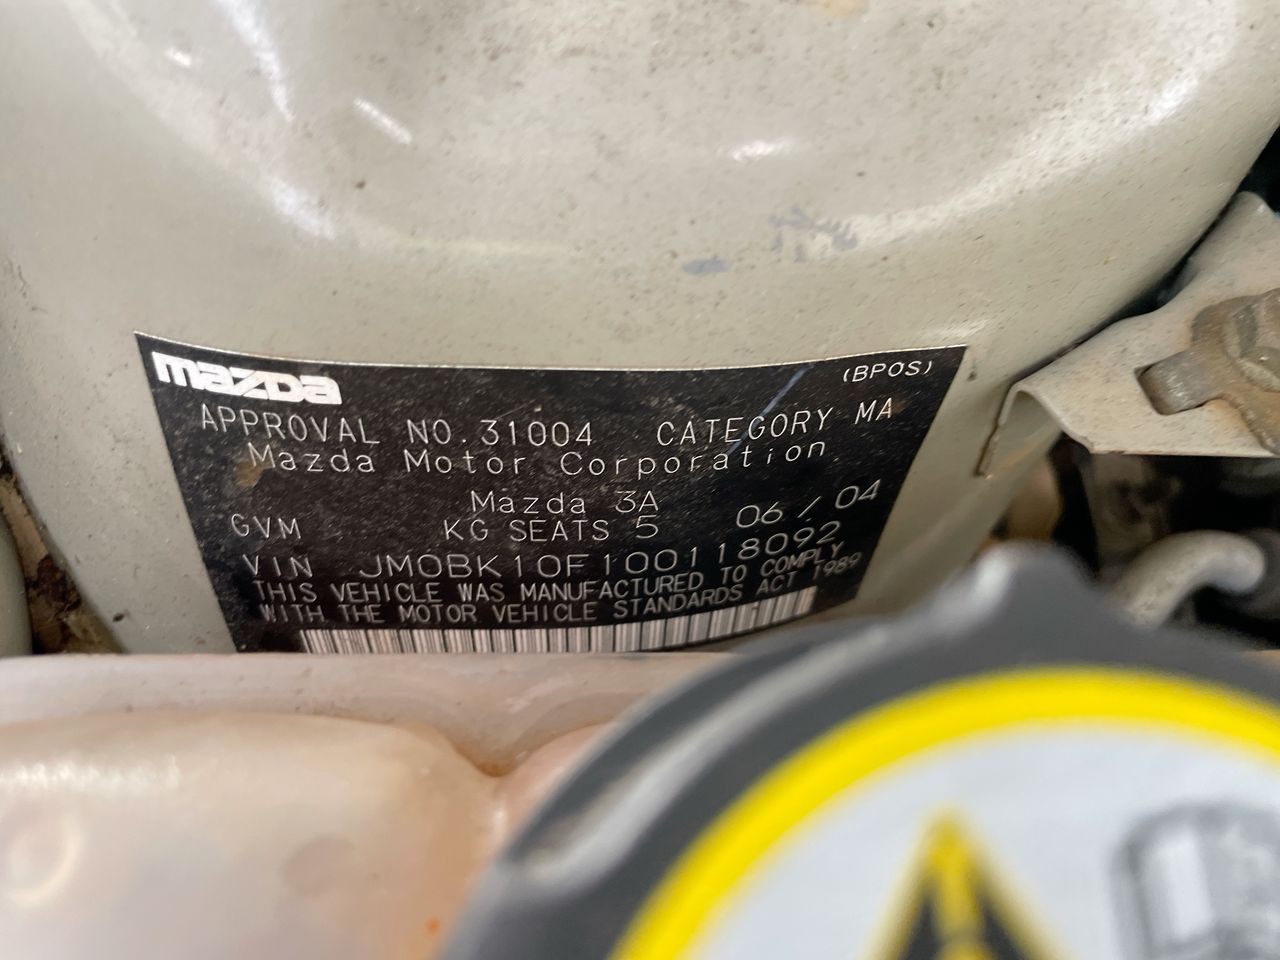 mazDa
(BP0S)
APPROVAL NO.31004 CATEGORY MA
Mazda Motor Corporation
Mazda 3A
GVM KG SEATS 5 06/04
VIN JM0BK10F100118092
THIS VEHICLE WAS MANUFACTURED TO COMPLY
WITH THE MOTOR VEHICLE STANDARDS ACT 1989